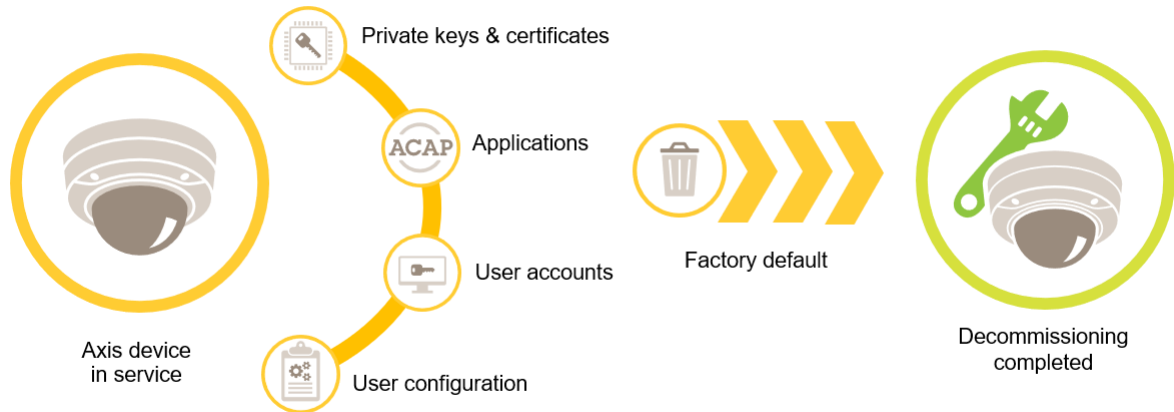 Private keys & certificates
ACAP
Applications
User accounts
User configuration
Axis device
in service
Factory default
Decommissioning
completed